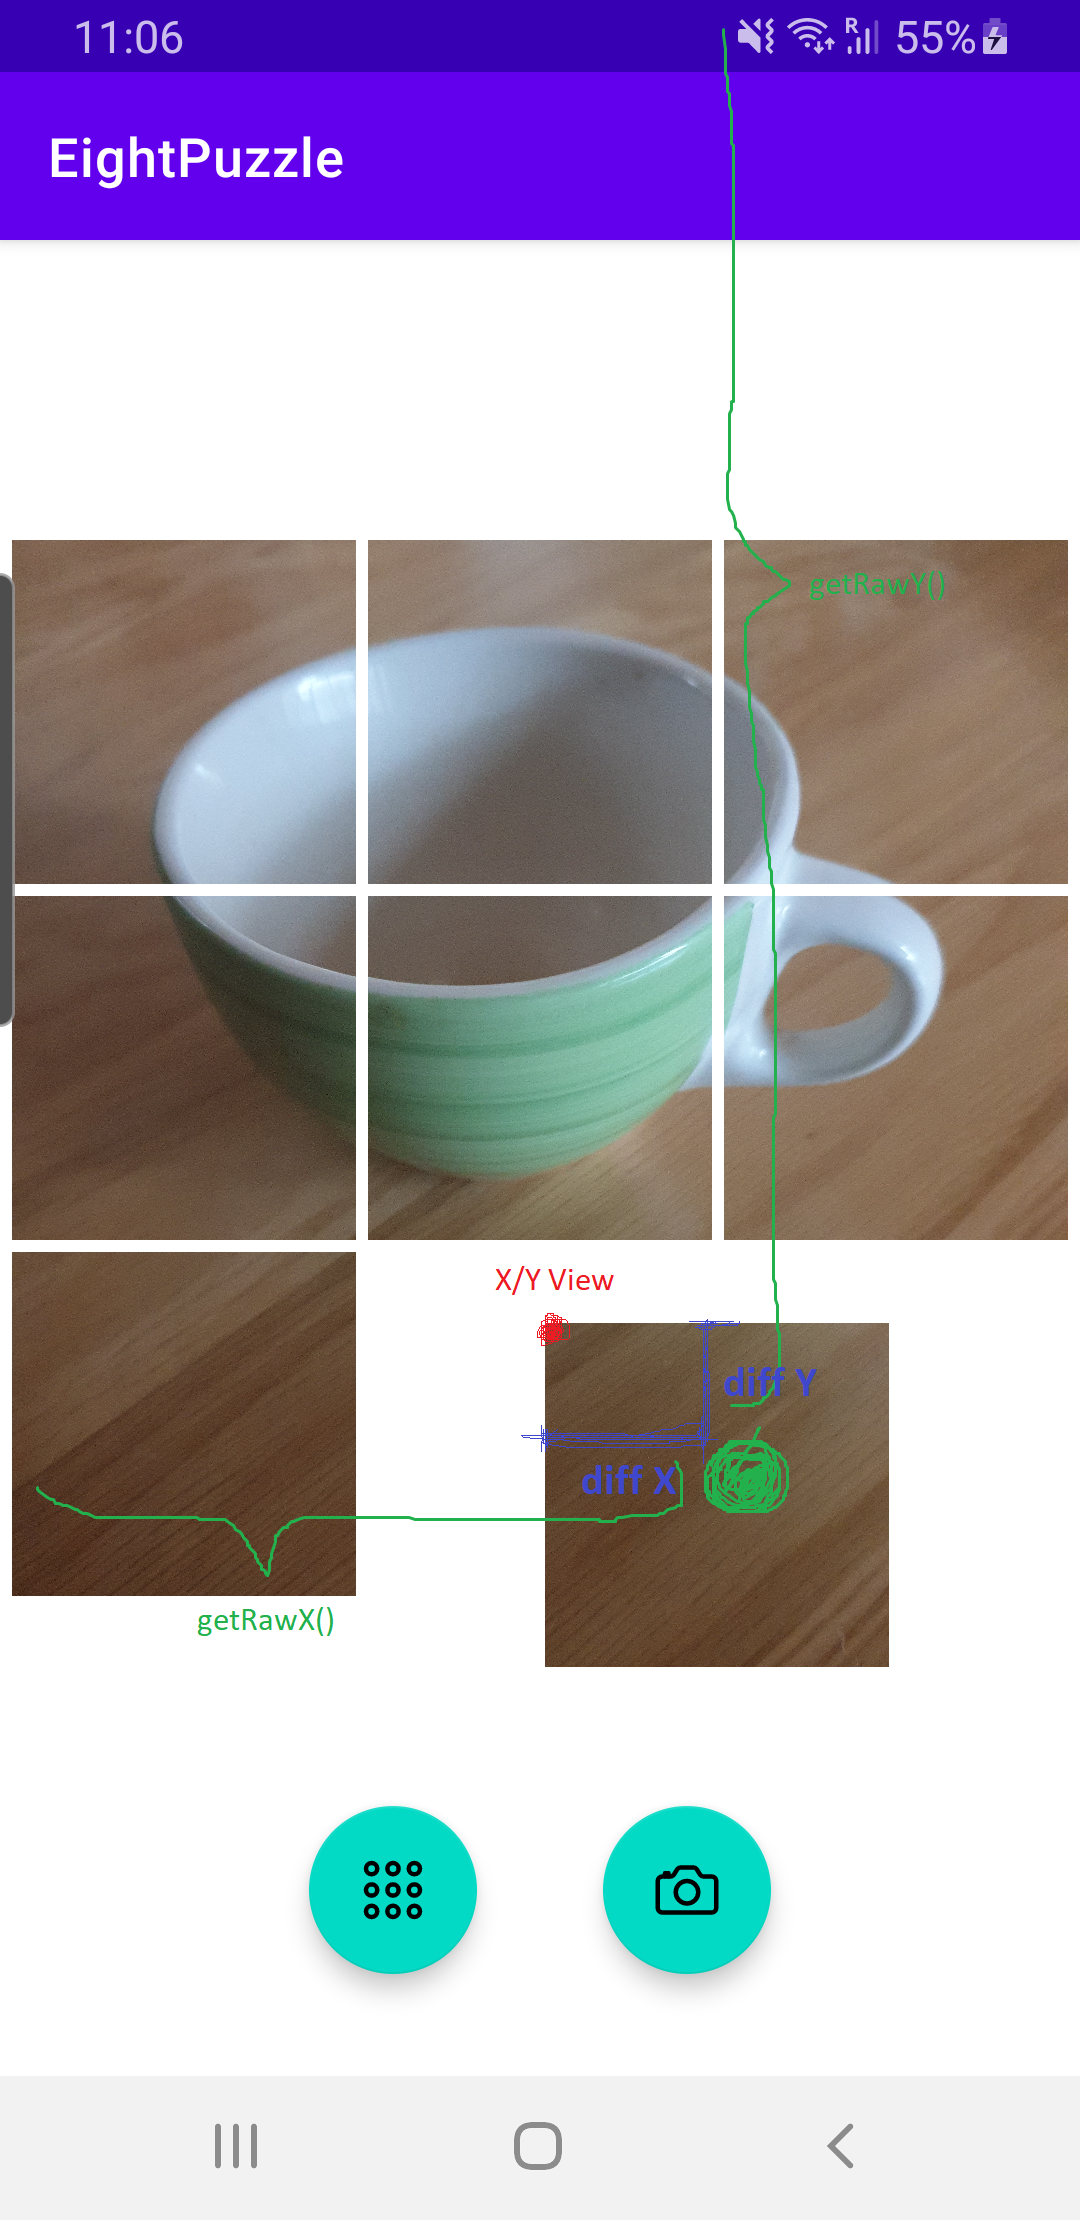 11:06
R
55%
EightPuzzle
getRawY()
X/Y View
diff Y
diff X
getRawX()